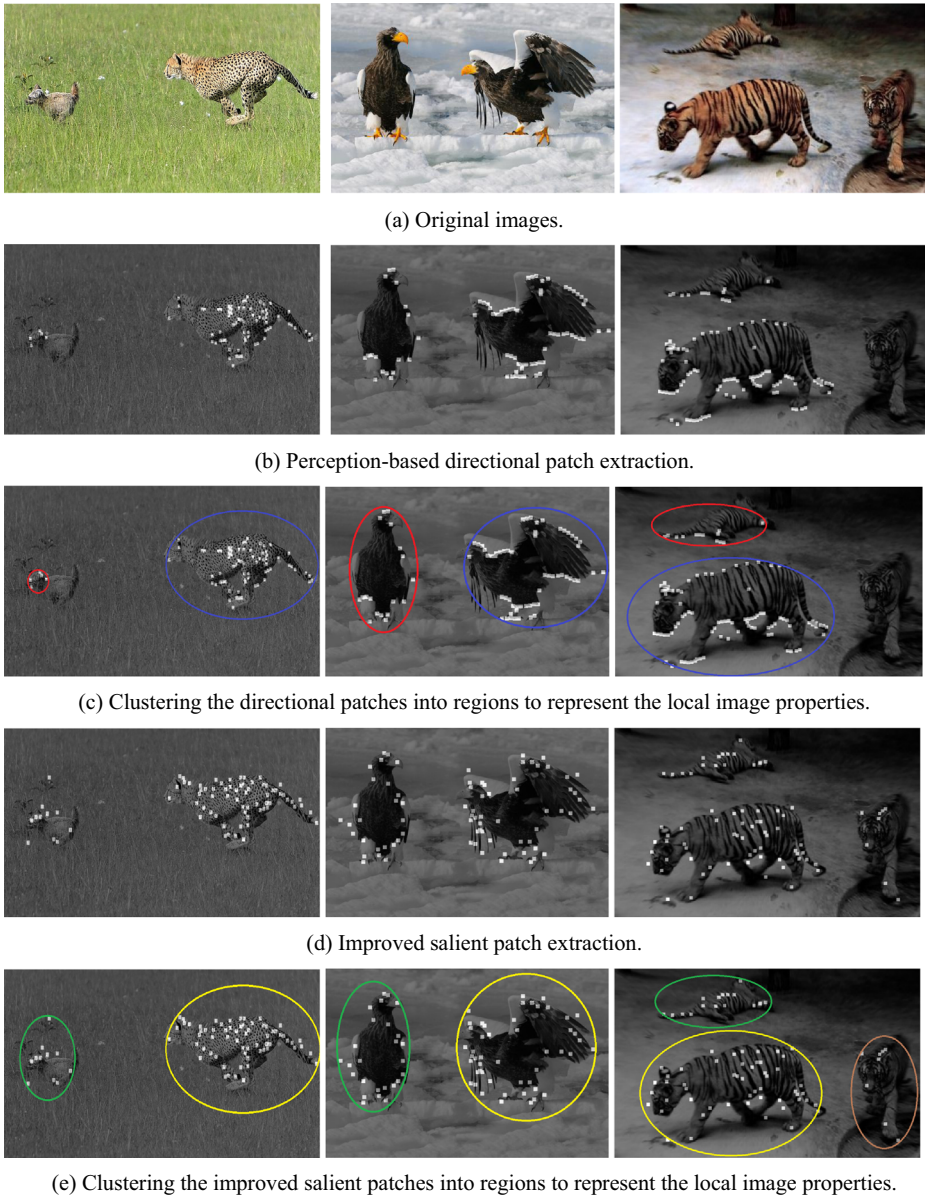 (a) Original images.
(b) Perception-based directional patch extraction.
(c) Clustering the directional patches into regions to represent the local image properties.
(d) Improved salient patch extraction.
(e) Clustering the improved salient patches into regions to represent the local image properties.